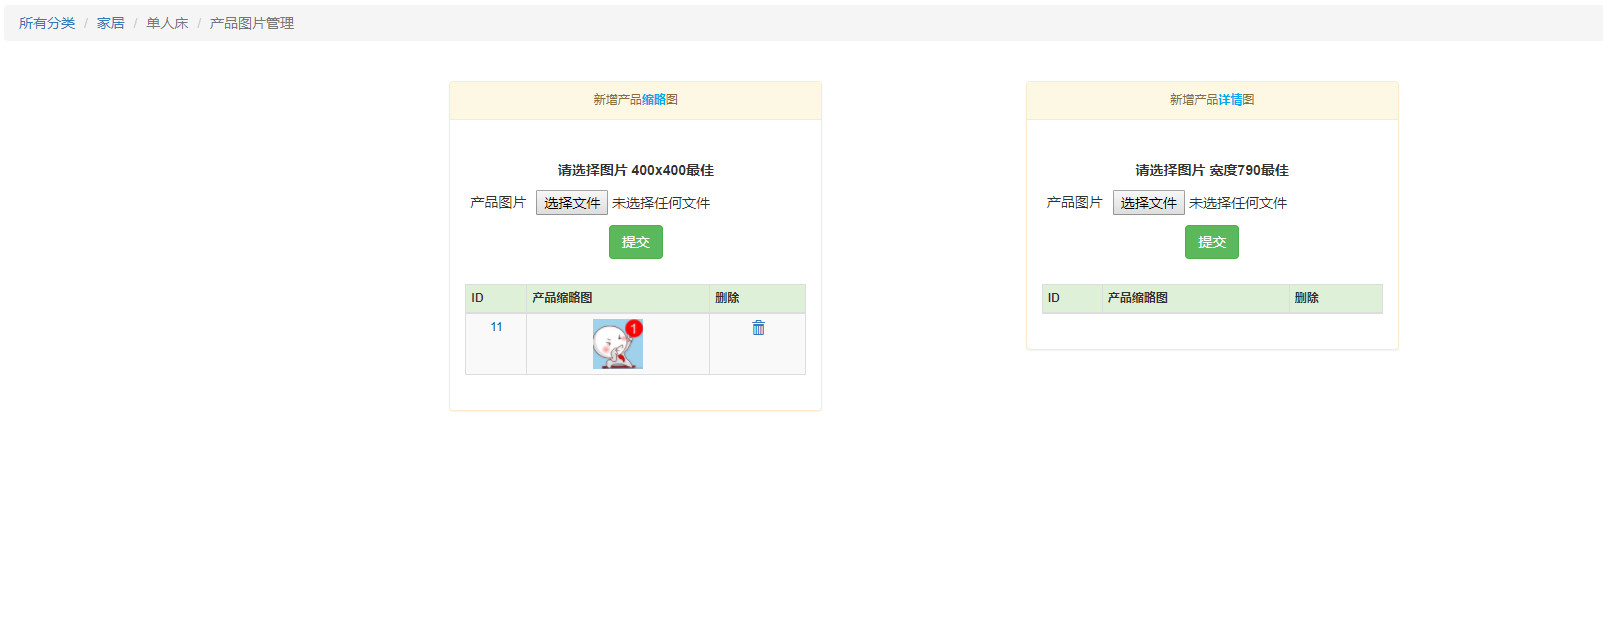 所有分类 / 家居 / 单人床 / 产品图片管理
新增产品缩略图
请选择图片 400x400最佳
产品图片 选择文件 未选择任何文件
提交
ID 产品缩略图 删除
11 1
新增产品详情图
请选择图片 宽度790最佳
产品图片 选择文件 未选择任何文件
提交
ID 产品缩略图 删除